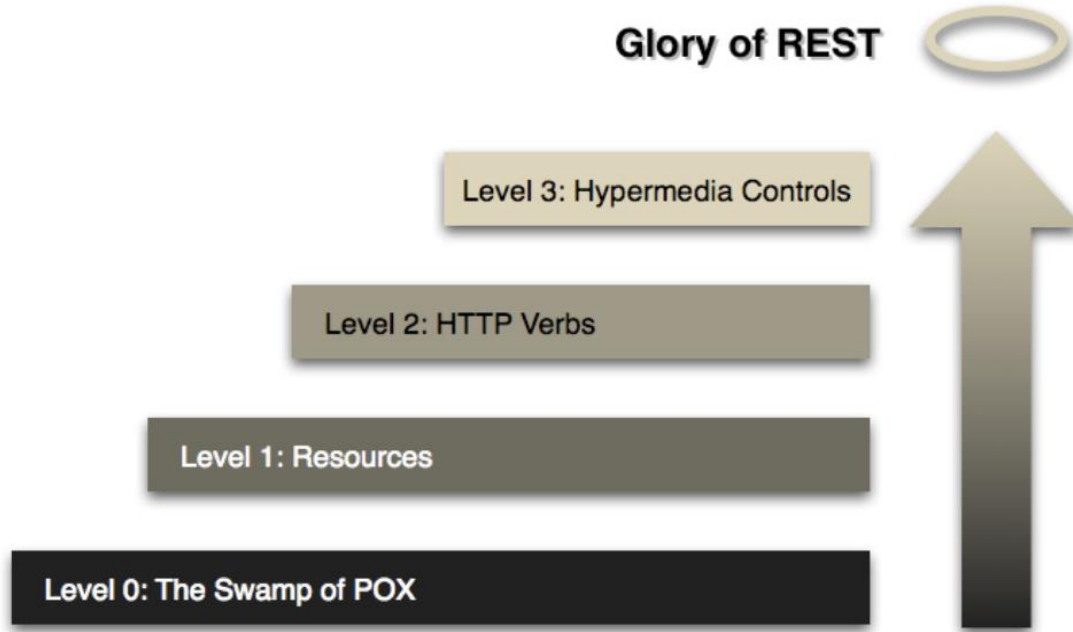 Glory of REST
Level 3: Hypermedia Controls
Level 2: HTTP Verbs
Level 1: Resources
Level 0: The Swamp of POX